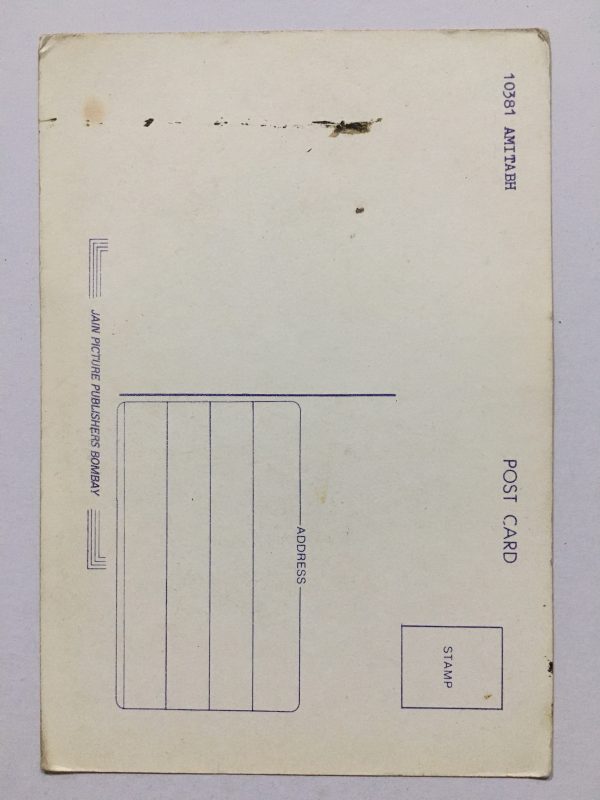 10381 AMITABH
POST CARD
STAMP
ADDRESS
JAIN PICTURE PUBLISHERS BOMBAY